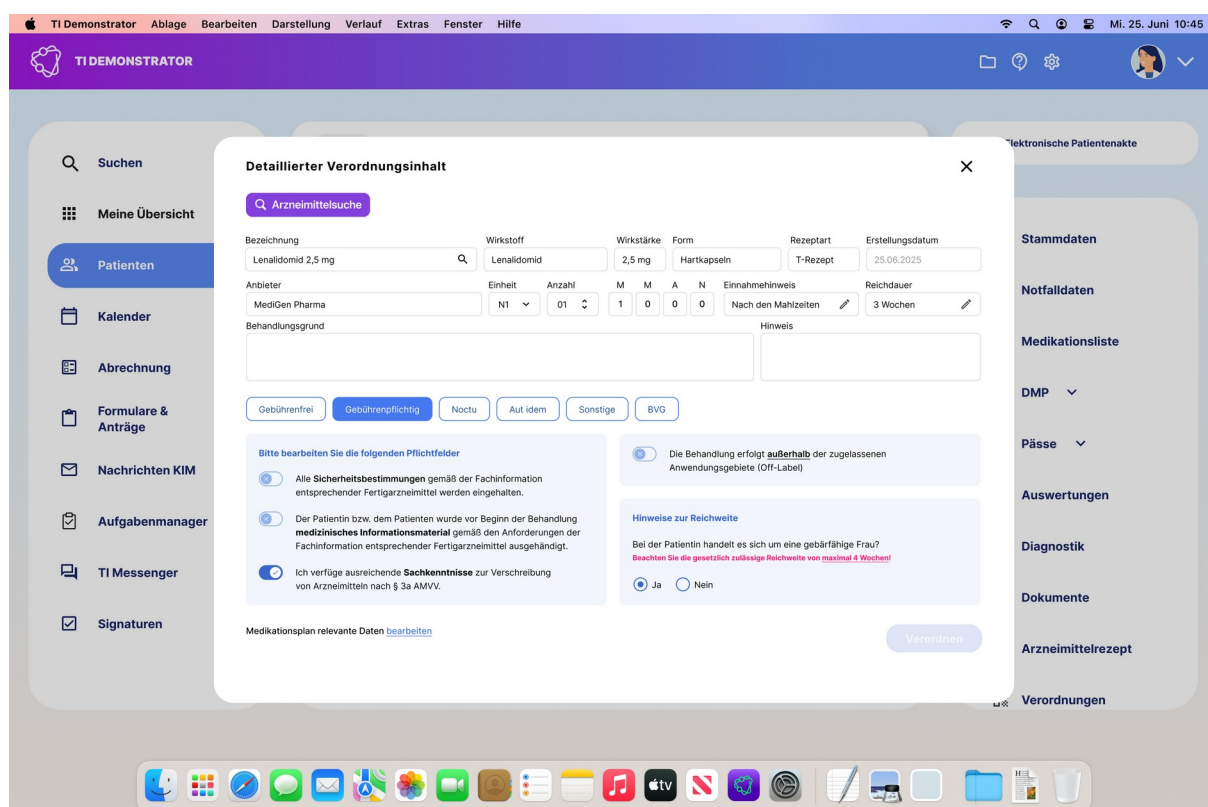 TI Demonstrator Ablage Bearbeiten Darstellung Verlauf Extras Fenster Hilfe Mi. 25. Juni 10:45
TI DEMONSTRATOR
Suchen
Meine Übersicht
Patienten
Kalender
Abrechnung
Formulare &
Anträge
Nachrichten KIM
Aufgabenmanager
TI Messenger
Signaturen
Detaillierter Verordnungsinhalt
Arzneimittelsuche
Bezeichnung Wirkstoff Wirkstärke Form Rezeptart Erstellungsdatum
Lenalidomid 2,5 mg Lenalidomid 2,5 mg Hartkapseln T-Rezept 25.06.2025
Anbieter Einheit Anzahl M M A N Einnahmehinweis Reichdauer
MediGen Pharma N1 01 1 0 0 0 Nach den Mahlzeiten 3 Wochen
Behandlungsgrund Hinweis
Gebührenfrei Gebührenpflichtig Noctu Aut idem Sonstige BVG
Bitte bearbeiten Sie die folgenden Pflichtfelder
Alle Sicherheitsbestimmungen gemäß der Fachinformation
entsprechender Fertigarzneimittel werden eingehalten.
Der Patientin bzw. dem Patienten wurde vor Beginn der Behandlung
medizinisches Informationsmaterial gemäß den Anforderungen der
Fachinformation entsprechender Fertigarzneimittel ausgehändigt.
Ich verfüge ausreichende Sachkenntnisse zur Verschreibung
von Arzneimitteln nach § 3a AMVV.
Die Behandlung erfolgt außerhalb der zugelassenen
Anwendungsgebiete (Off-Label)
Hinweise zur Reichweite
Bei der Patientin handelt es sich um eine gebärfähige Frau?
Beachten Sie die gesetzlich zulässige Reichweite von maximal 4 Wochen!
Ja Nein
Medikationsplan relevante Daten bearbeiten
Verordnen
lektronische Patientenakte
Stammdaten
Notfalldaten
Medikationsliste
DMP
Pässe
Auswertungen
Diagnostik
Dokumente
Arzneimittelrezept
Verordnungen
tv